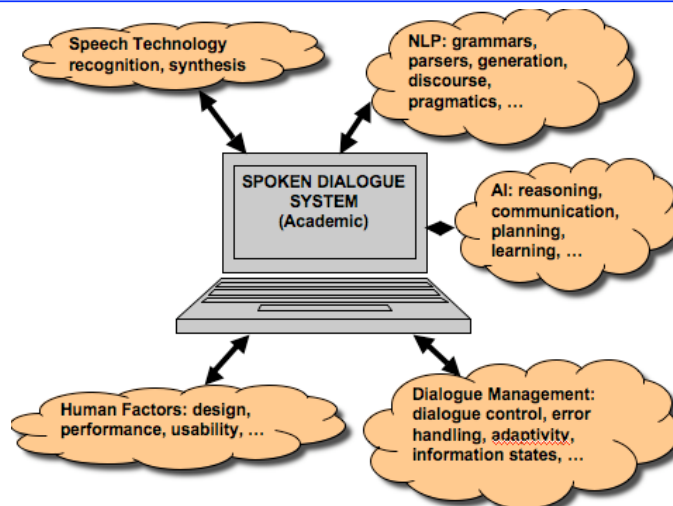 Speech Technology
recognition, synthesis
NLP: grammars,
parsers, generation,
discourse,
pragmatics, ...
SPOKEN DIALOGUE
SYSTEM
(Academic)
AI: reasoning,
communication,
planning,
learning, ...
Human Factors: design,
performance, usability, ...
Dialogue Management:
dialogue control, error
handling, adaptivity,
information states, ...